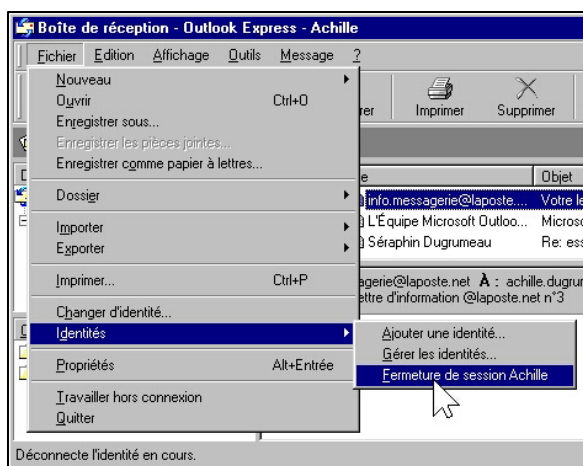 Boîte de réception - Outlook Express - Achille
Fichier Edition Affichage Outils Message ?
Imprimer Supprimer
Nouveau
Ouvrir Ctrl+O
Enregistrer sous...
Enregistrer les pièces jointes...
Enregistrer comme papier à lettres...
Objet
Dossier
info.messagerie@laposte.... Votre le
L'Équipe Microsoft Outloo... Microso
Importer
Séraphin Dugrumeau Re: ess
Exporter
Imprimer... Ctrl+P
agerie@laposte.net À : achille.dugru
ettre d'information @laposte.net n°3
Changer d'identité...
Identités
Ajouter une identité...
Gérer les identités...
Fermeture de session Achille
Propriétés Alt+Entrée
Travailler hors connexion
Quitter
Déconnecte l'identité en cours.